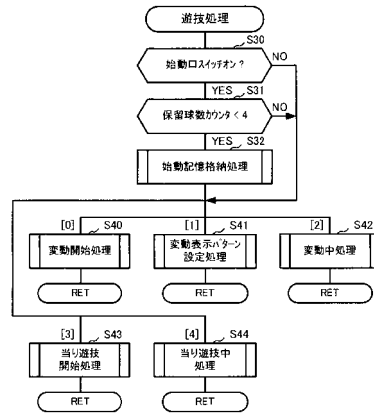 遊技処理
S30
始動口スイッチオン?
NO
YES
S31
保留球数カウンタ<4
NO
YES
S32
始動記憶格納処理
[0]
S40
変動開始処理
RET
[1]
S41
変動表示パターン
設定処理
RET
[2]
S42
変動中処理
RET
[3]
S43
当り遊技
開始処理
RET
[4]
S44
当り遊技中
処理
RET